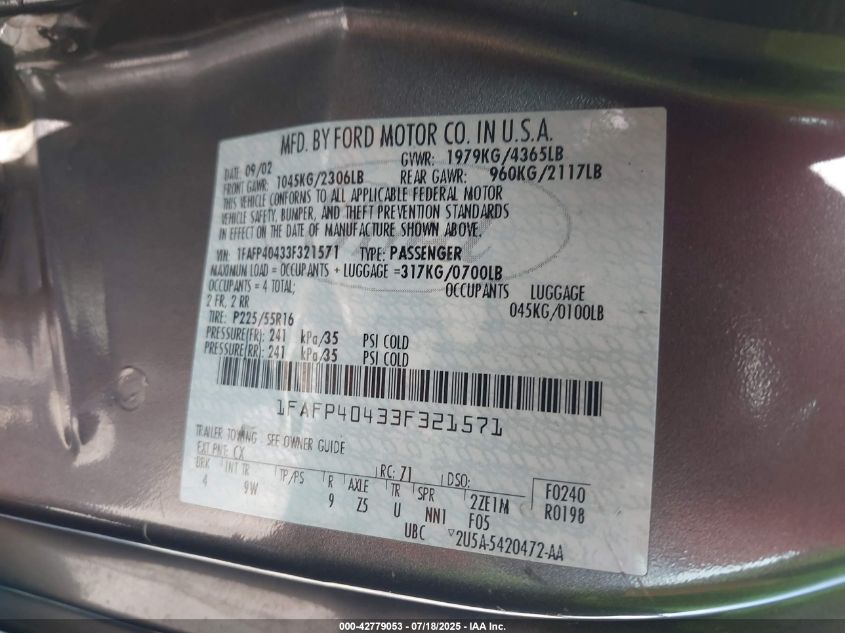 MFD. BY FORD MOTOR CO. IN U.S.A.
DATE: 09/02 GVWR: 1979KG/4365LB
FRONT GAWR: 1045KG/2306LB REAR GAWR: 960KG/2117LB
THIS VEHICLE CONFORMS TO ALL APPLICABLE FEDERAL MOTOR
VEHICLE SAFETY, BUMPER, AND THEFT PREVENTION STANDARDS
IN EFFECT ON THE DATE OF MANUFACTURE SHOWN ABOVE.
VIN: 1FAFP40433F321571 TYPE: PASSENGER
MAXIMUM LOAD = OCCUPANTS + LUGGAGE =317KG/0700LB
OCCUPANTS = 4 TOTAL; OCCUPANTS LUGGAGE
2 FR, 2 RR 045KG/0100LB
TIRE: P225/55R16
PRESSURE(FR): 241 kPa/35 PSI COLD
PRESSURE(RR): 241 kPa/35 PSI COLD
1FAFP40433F321571
TRAILER TOWING - SEE OWNER GUIDE
EXT PNT: CX RC: 71 DSO:
BRK INT TR TP/PS R AXLE TR SPR 2ZE1M F0240
4 9W 9 Z5 U NN1 F05 R0198
UBC ▽2U5A-5420472-AA
000-42779053 - 07/18/2025 - IAA Inc.